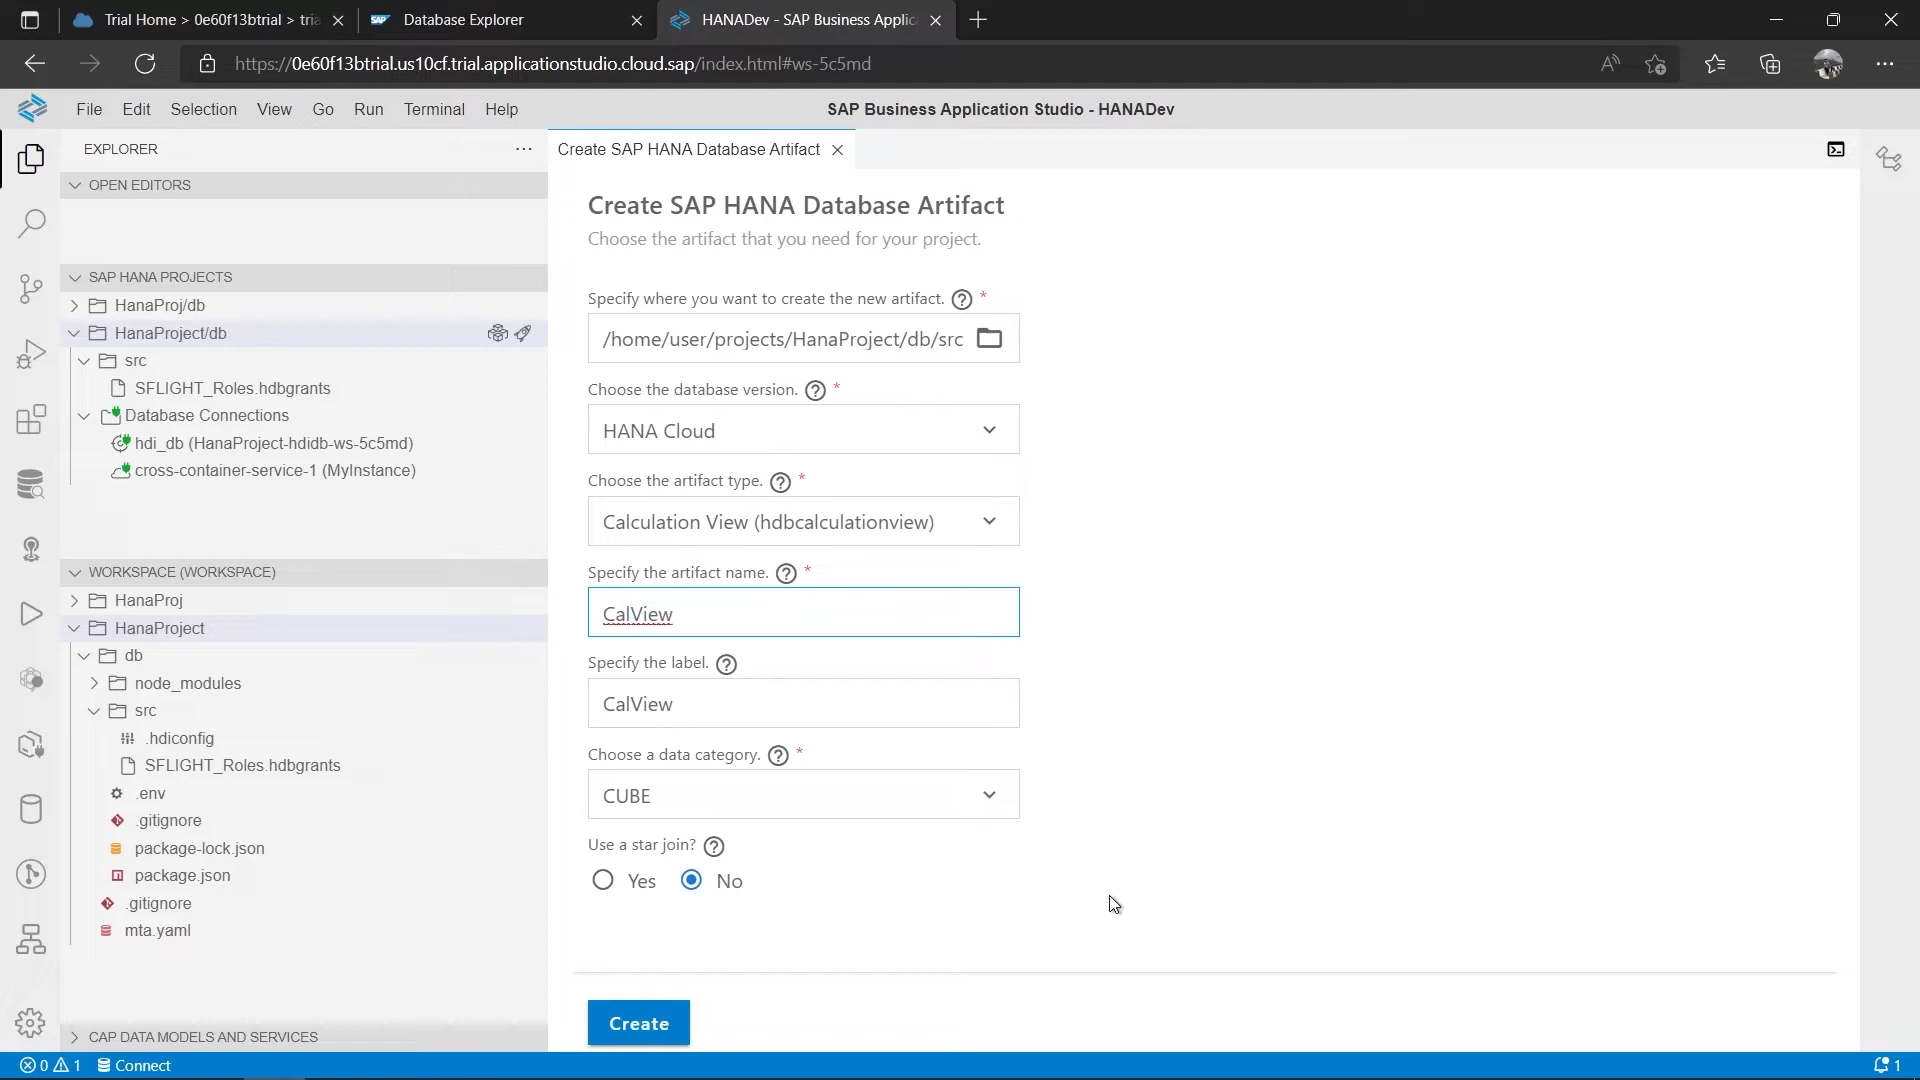 Trial Home > 0e60f13btrial > tria
Database Explorer
HANADev - SAP Business Applic
https://0e60f13btrial.us10cf.trial.applicationstudio.cloud.sap/index.html#ws-5c5md
File Edit Selection View Go Run Terminal Help
SAP Business Application Studio - HANADev
EXPLORER
OPEN EDITORS
SAP HANA PROJECTS
HanaProj/db
HanaProject/db
src
SFLIGHT_Roles.hdbgrants
Database Connections
hdi_db (HanaProject-hdidb-ws-5c5md)
cross-container-service-1 (MyInstance)
WORKSPACE (WORKSPACE)
HanaProj
HanaProject
db
node_modules
src
.hdiconfig
SFLIGHT_Roles.hdbgrants
.env
.gitignore
package-lock.json
package.json
.gitignore
mta.yaml
CAP DATA MODELS AND SERVICES
Create SAP HANA Database Artifact
Create SAP HANA Database Artifact
Choose the artifact that you need for your project.
Specify where you want to create the new artifact. *
/home/user/projects/HanaProject/db/src
Choose the database version. *
HANA Cloud
Choose the artifact type. *
Calculation View (hdbcalculationview)
Specify the artifact name. *
CalView
Specify the label.
CalView
Choose a data category. *
CUBE
Use a star join?
Yes No
Create
0 1 Connect
1